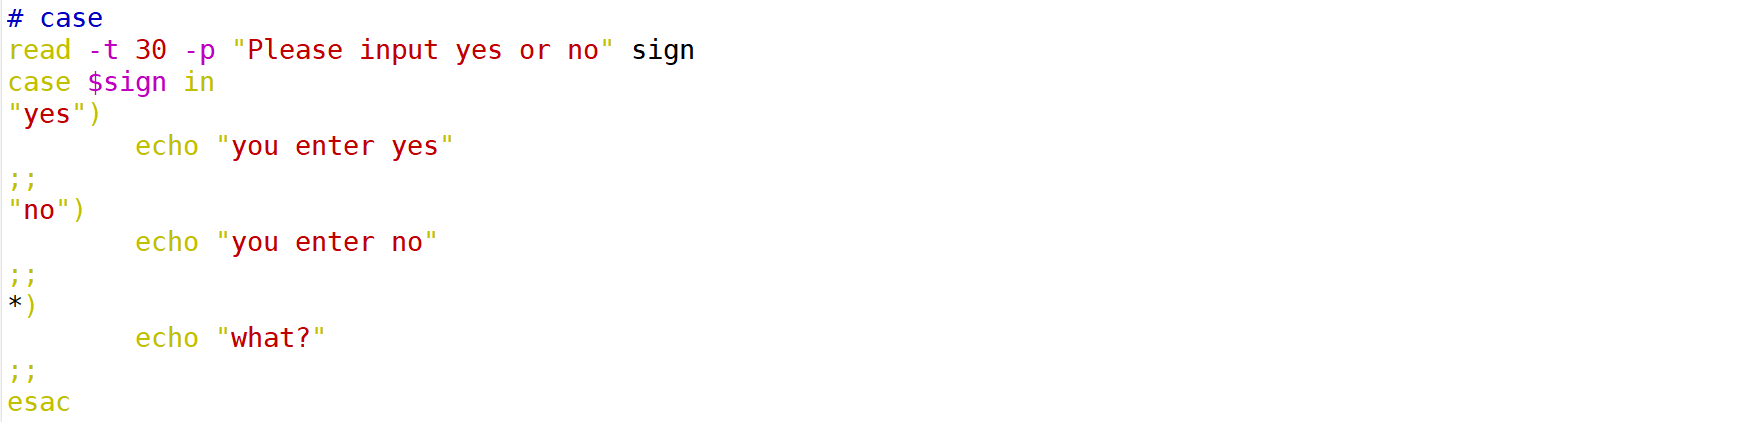 # case
read -t 30 -p "Please input yes or no" sign
case $sign in
"yes")
        echo "you enter yes"
;;
"no")
        echo "you enter no"
;;
*)
        echo "what?"
;;
esac